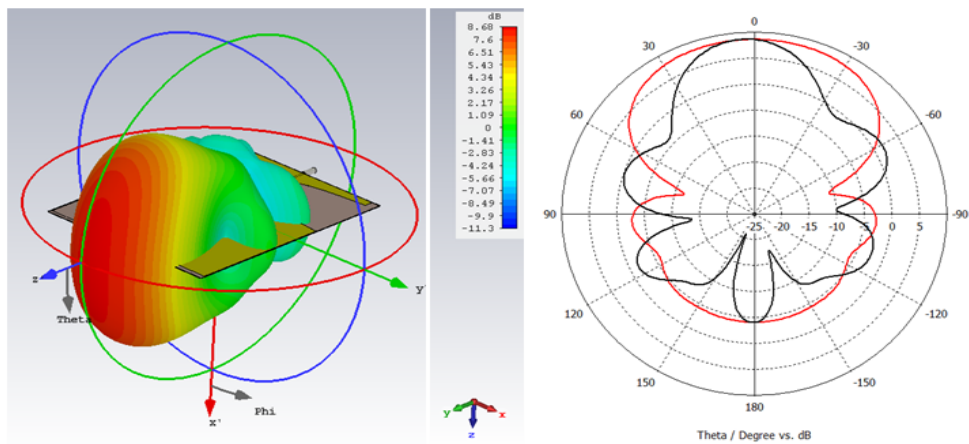 dB
8.68
7.6
6.51
5.43
4.34
3.26
2.17
1.09
0
-1.41
-2.83
-4.24
-5.66
-7.07
-8.49
-9.9
-11.3
z
Theta
y
Phi
x'
y x
z
0
30 -30
60 -60
90 -25 -20 -15 -10 -5 0 5 -90
120 -120
150 -150
180
Theta / Degree vs. dB